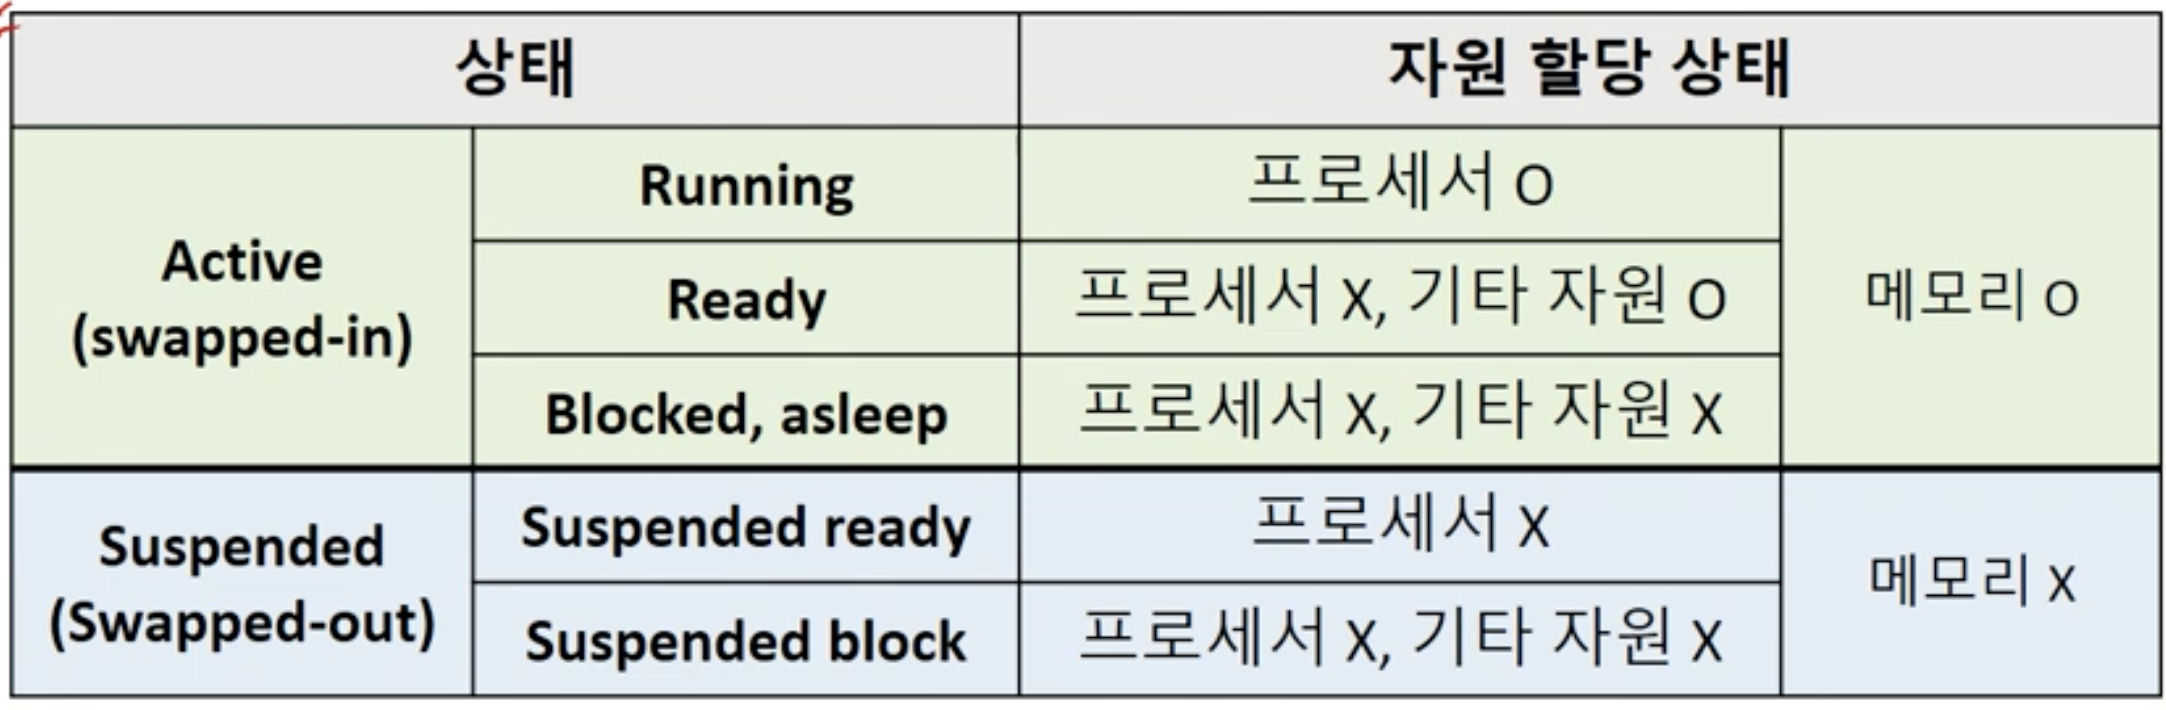 상태
자원 할당 상태
Active
(swapped-in)
Running
프로세서 O
메모리 O
Ready
프로세서 X, 기타 자원 O
Blocked, asleep
프로세서 X, 기타 자원 X
Suspended
(Swapped-out)
Suspended ready
프로세서 X
메모리 X
Suspended block
프로세서 X, 기타 자원 X